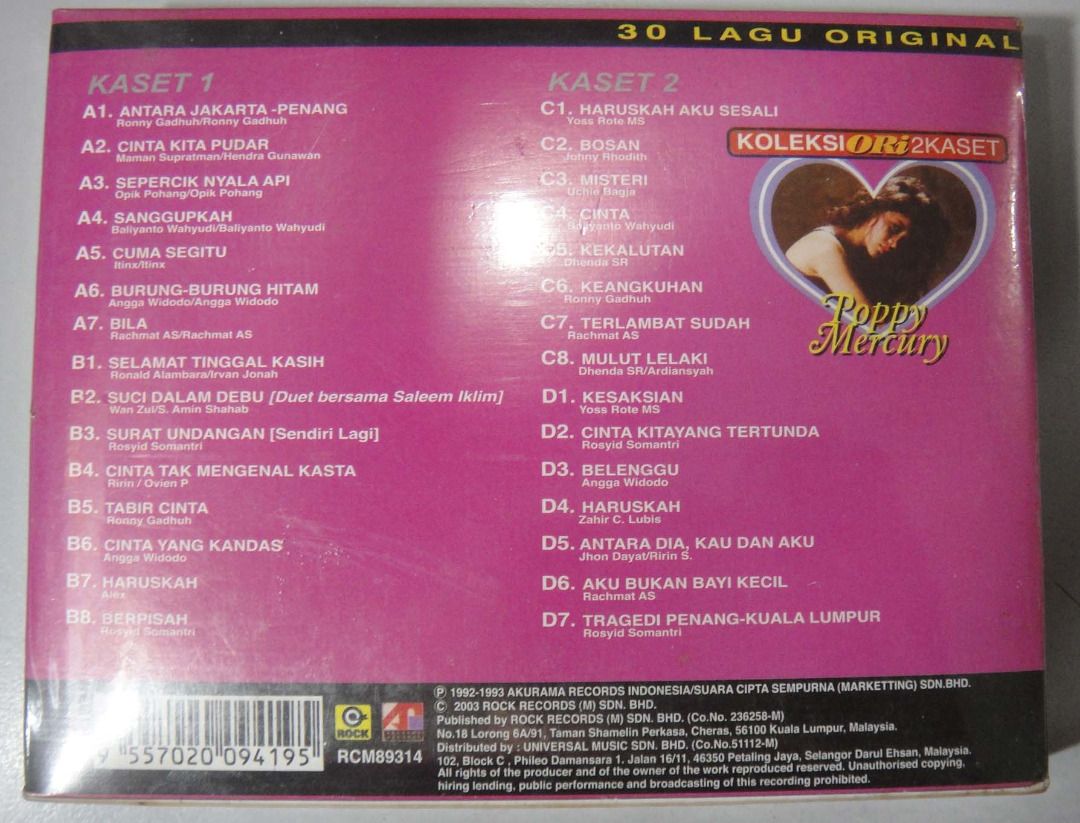 30 LAGU ORIGINAL
KASET 1
A1. ANTARA JAKARTA -PENANG
Ronny Gadhuh/Ronny Gadhuh
A2. CINTA KITA PUDAR
Maman Supratman/Hendra Gunawan
A3. SEPERCIK NYALA API
Opik Pohang/Opik Pohang
A4. SANGGUPKAH
Baliyanto Wahyudi/Baliyanto Wahyudi
A5. CUMA SEGITU
Itinx/Itinx
A6. BURUNG-BURUNG HITAM
Angga Widodo/Angga Widodo
A7. BILA
Rachmat AS/Rachmat AS
B1. SELAMAT TINGGAL KASIH
Ronald Alambara/Irvan Jonah
B2. SUCI DALAM DEBU [Duet bersama Saleem Iklim]
Wan Zul/S. Amin Shahab
B3. SURAT UNDANGAN [Sendiri Lagi]
Rosyid Somantri
B4. CINTA TAK MENGENAL KASTA
Ririn / Ovien P
B5. TABIR CINTA
Ronny Gadhuh
B6. CINTA YANG KANDAS
Angga Widodo
B7. HARUSKAH
Alex
B8. BERPISAH
Rosyid Somantri
KASET 2
C1. HARUSKAH AKU SESALI
Yoss Rote MS
C2. BOSAN
Johny Rhodith
C3. MISTERI
Uchie Bagja
C4. CINTA
Baliyanto Wahyudi
D5. KEKALUTAN
Dhenda SR
C6. KEANGKUHAN
Ronny Gadhuh
C7. TERLAMBAT SUDAH
Rachmat AS
C8. MULUT LELAKI
Dhenda SR/Ardiansyah
D1. KESAKSIAN
Yoss Rote MS
D2. CINTA KITAYANG TERTUNDA
Rosyid Somantri
D3. BELENGGU
Angga Widodo
D4. HARUSKAH
Zahir C. Lubis
D5. ANTARA DIA, KAU DAN AKU
Jhon Dayat/Ririn S.
D6. AKU BUKAN BAYI KECIL
Rachmat AS
D7. TRAGEDI PENANG-KUALA LUMPUR
Rosyid Somantri
KOLEKSI ORi 2KASET
Poppy
Mercury
9 557020 094195
ROCK
RCM89314
Ⓟ 1992-1993 AKURAMA RECORDS INDONESIA/SUARA CIPTA SEMPURNA (MARKETTING) SDN.BHD.
© 2003 ROCK RECORDS (M) SDN. BHD.
Published by ROCK RECORDS (M) SDN. BHD. (Co.No. 236258-M)
No.18 Lorong 6A/91, Taman Shamelin Perkasa, Cheras, 56100 Kuala Lumpur, Malaysia.
Distributed by : UNIVERSAL MUSIC SDN. BHD. (Co.No.51112-M)
102, Block C , Phileo Damansara 1. Jalan 16/11, 46350 Petaling Jaya, Selangor Darul Ehsan, Malaysia.
All rights of the producer and of the owner of the work reproduced reserved. Unauthorised copying,
hiring lending, public performance and broadcasting of this recording prohibited.